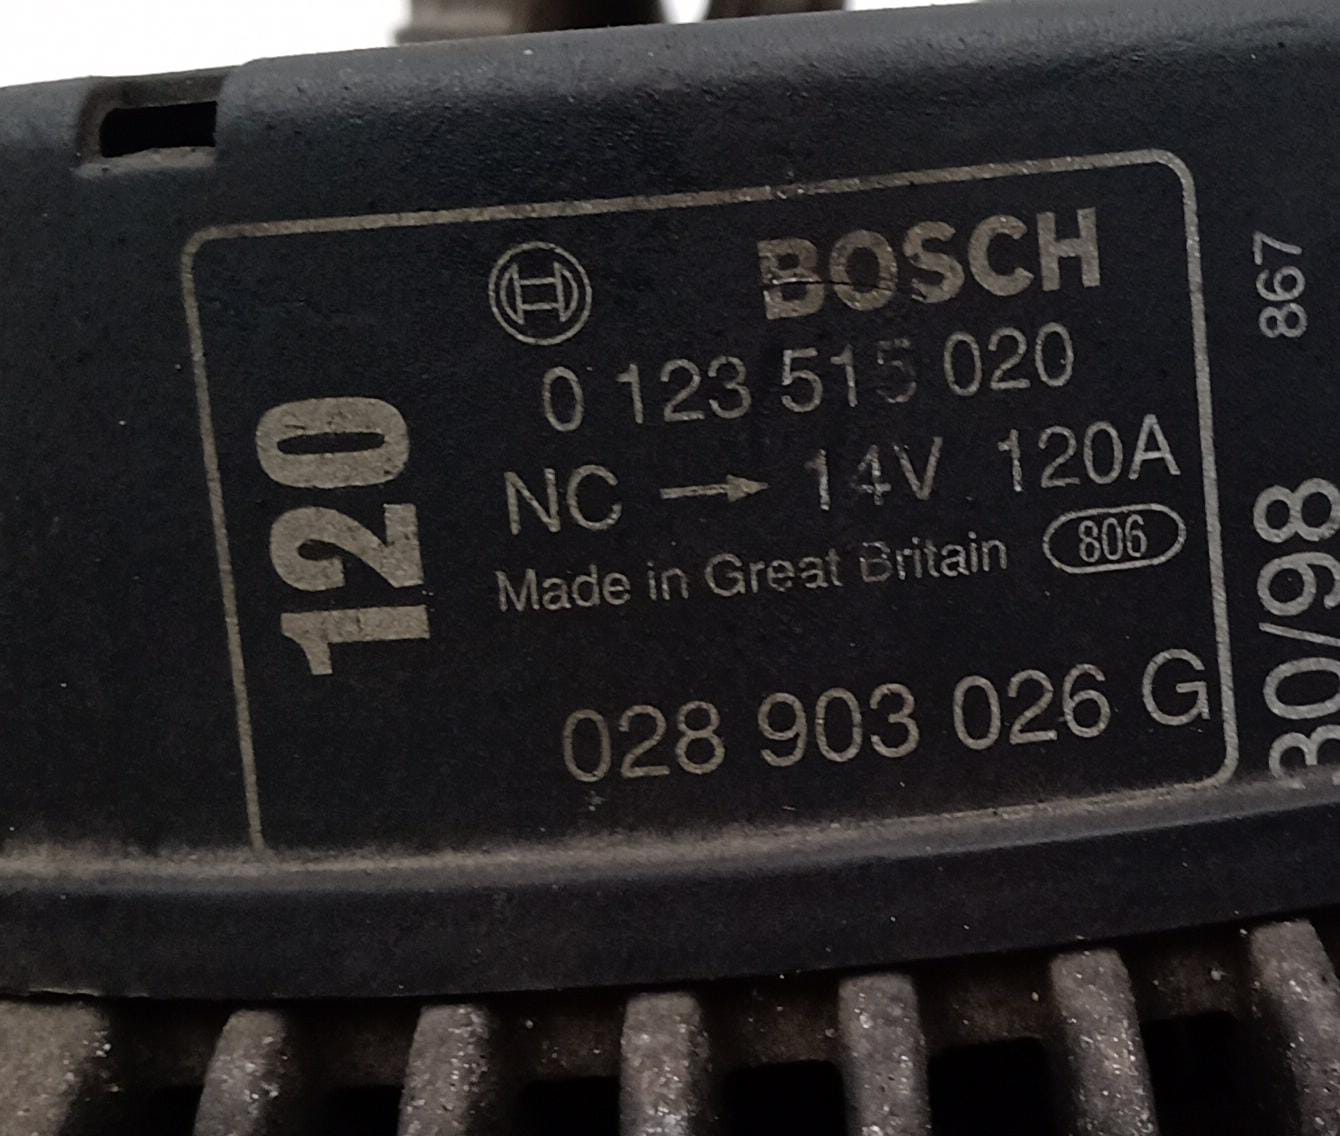 BOSCH
0 123 515 020
NC → 14V 120A
Made in Great Britain 806
028 903 026 G
120
867
30/98